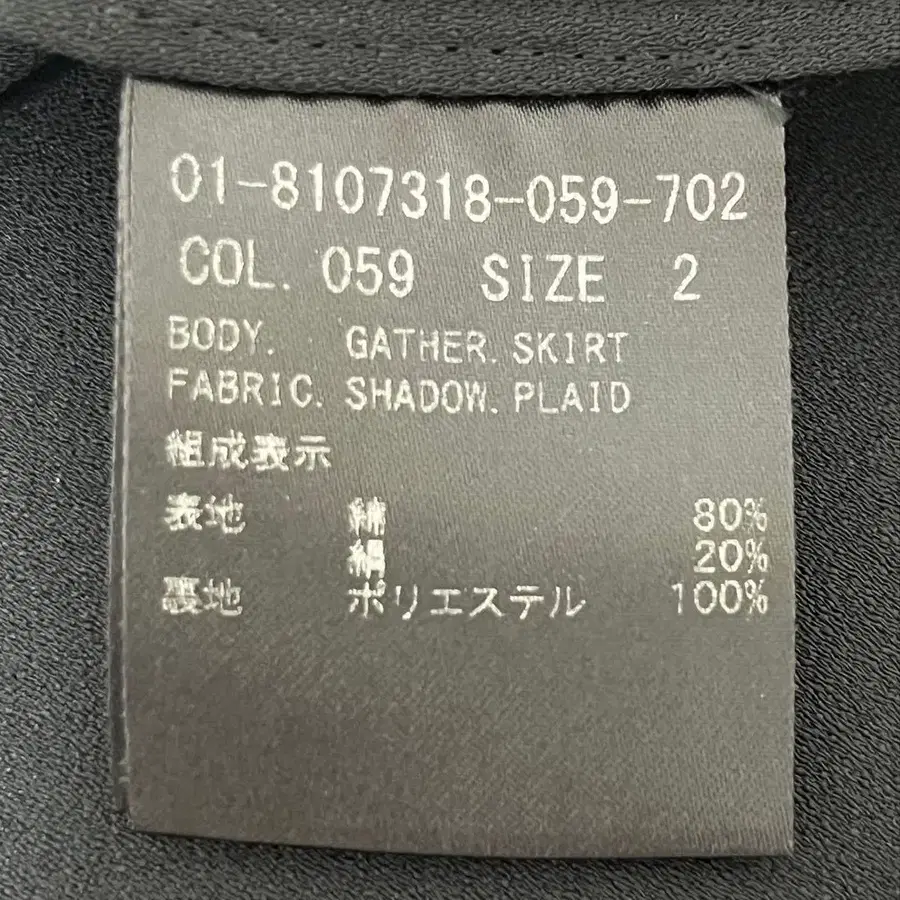 01-8107318-059-702
COL. 059 SIZE 2
BODY. GATHER. SKIRT
FABRIC. SHADOW. PLAID
組成表示
表地 綿 80%
絹 20%
裏地 ポリエステル 100%